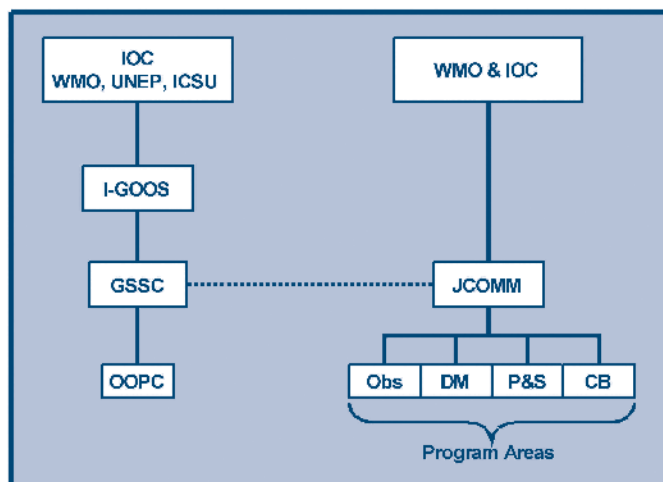 IOC
WMO, UNEP, ICSU
WMO & IOC
I-GOOS
GSSC
JCOMM
OOPC
Obs
DM
P&S
CB
Program Areas